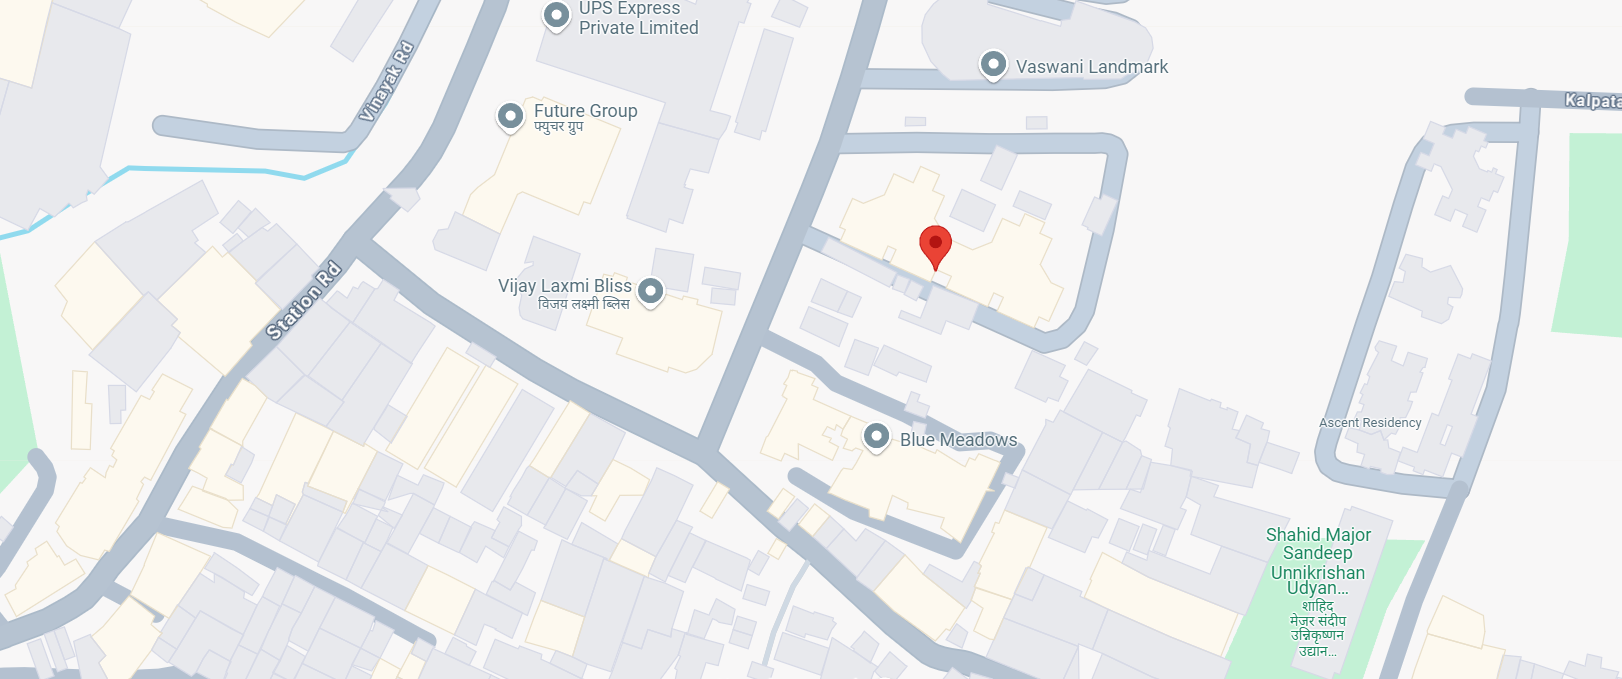 UPS Express
Private Limited
Vinayak Rd
Vaswani Landmark
Kalpata
Future Group
फ्युचर ग्रुप
Station Rd
Vijay Laxmi Bliss
विजय लक्ष्मी ब्लिस
Ascent Residency
Blue Meadows
Shahid Major
Sandeep
Unnikrishan
Udyan...
शाहिद
मेजर संदीप
उन्निकृष्णन
उद्यान...